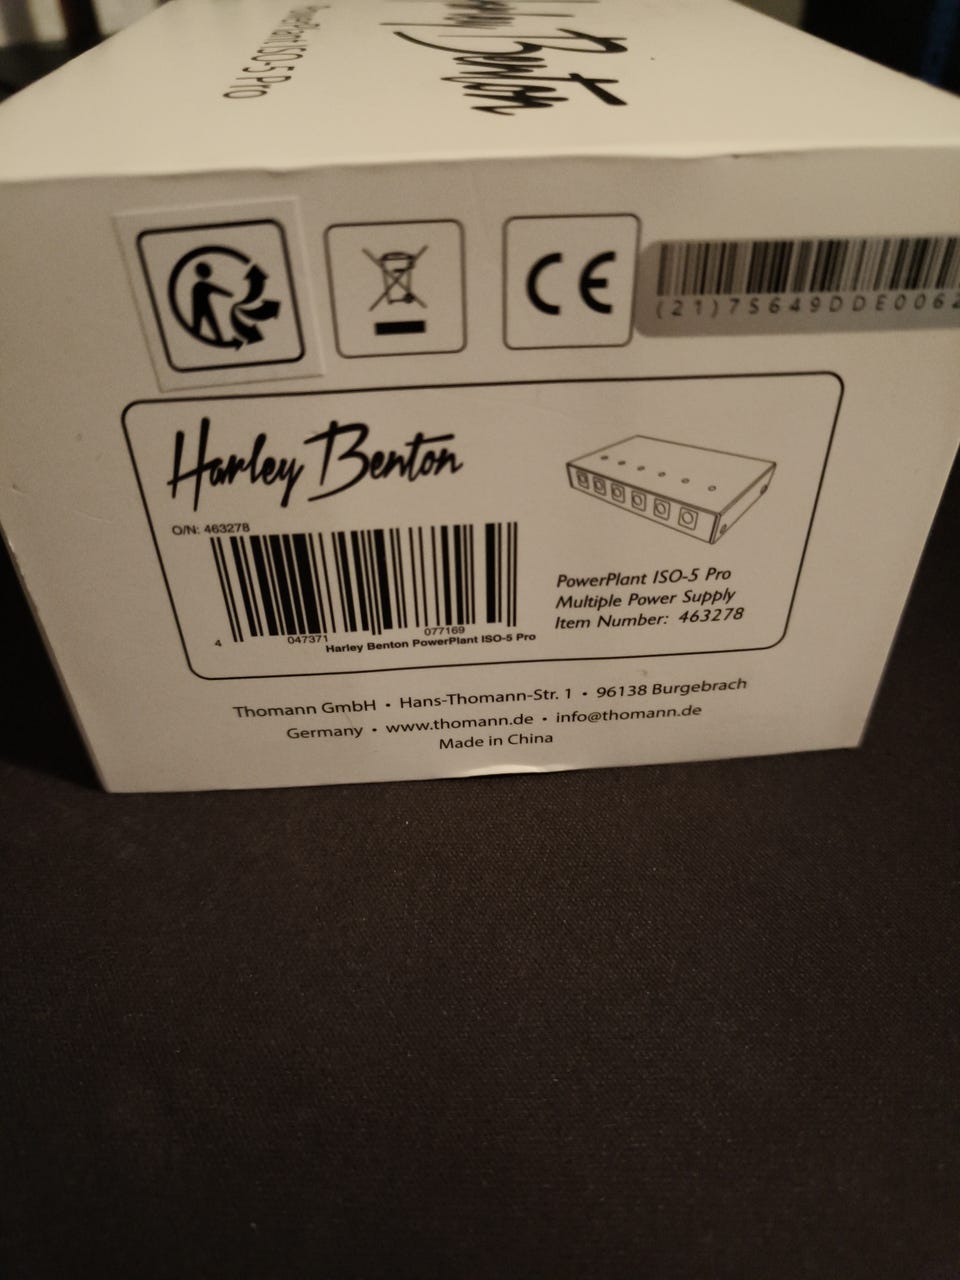 Harley Benton
PowerPlant ISO-5 Pro
CE
(21)7S649DDE0062
Harley Benton
O/N: 463278
4 047371 077169
Harley Benton PowerPlant ISO-5 Pro
PowerPlant ISO-5 Pro
Multiple Power Supply
Item Number: 463278
Thomann GmbH • Hans-Thomann-Str. 1 • 96138 Burgebrach
Germany • www.thomann.de • info@thomann.de
Made in China